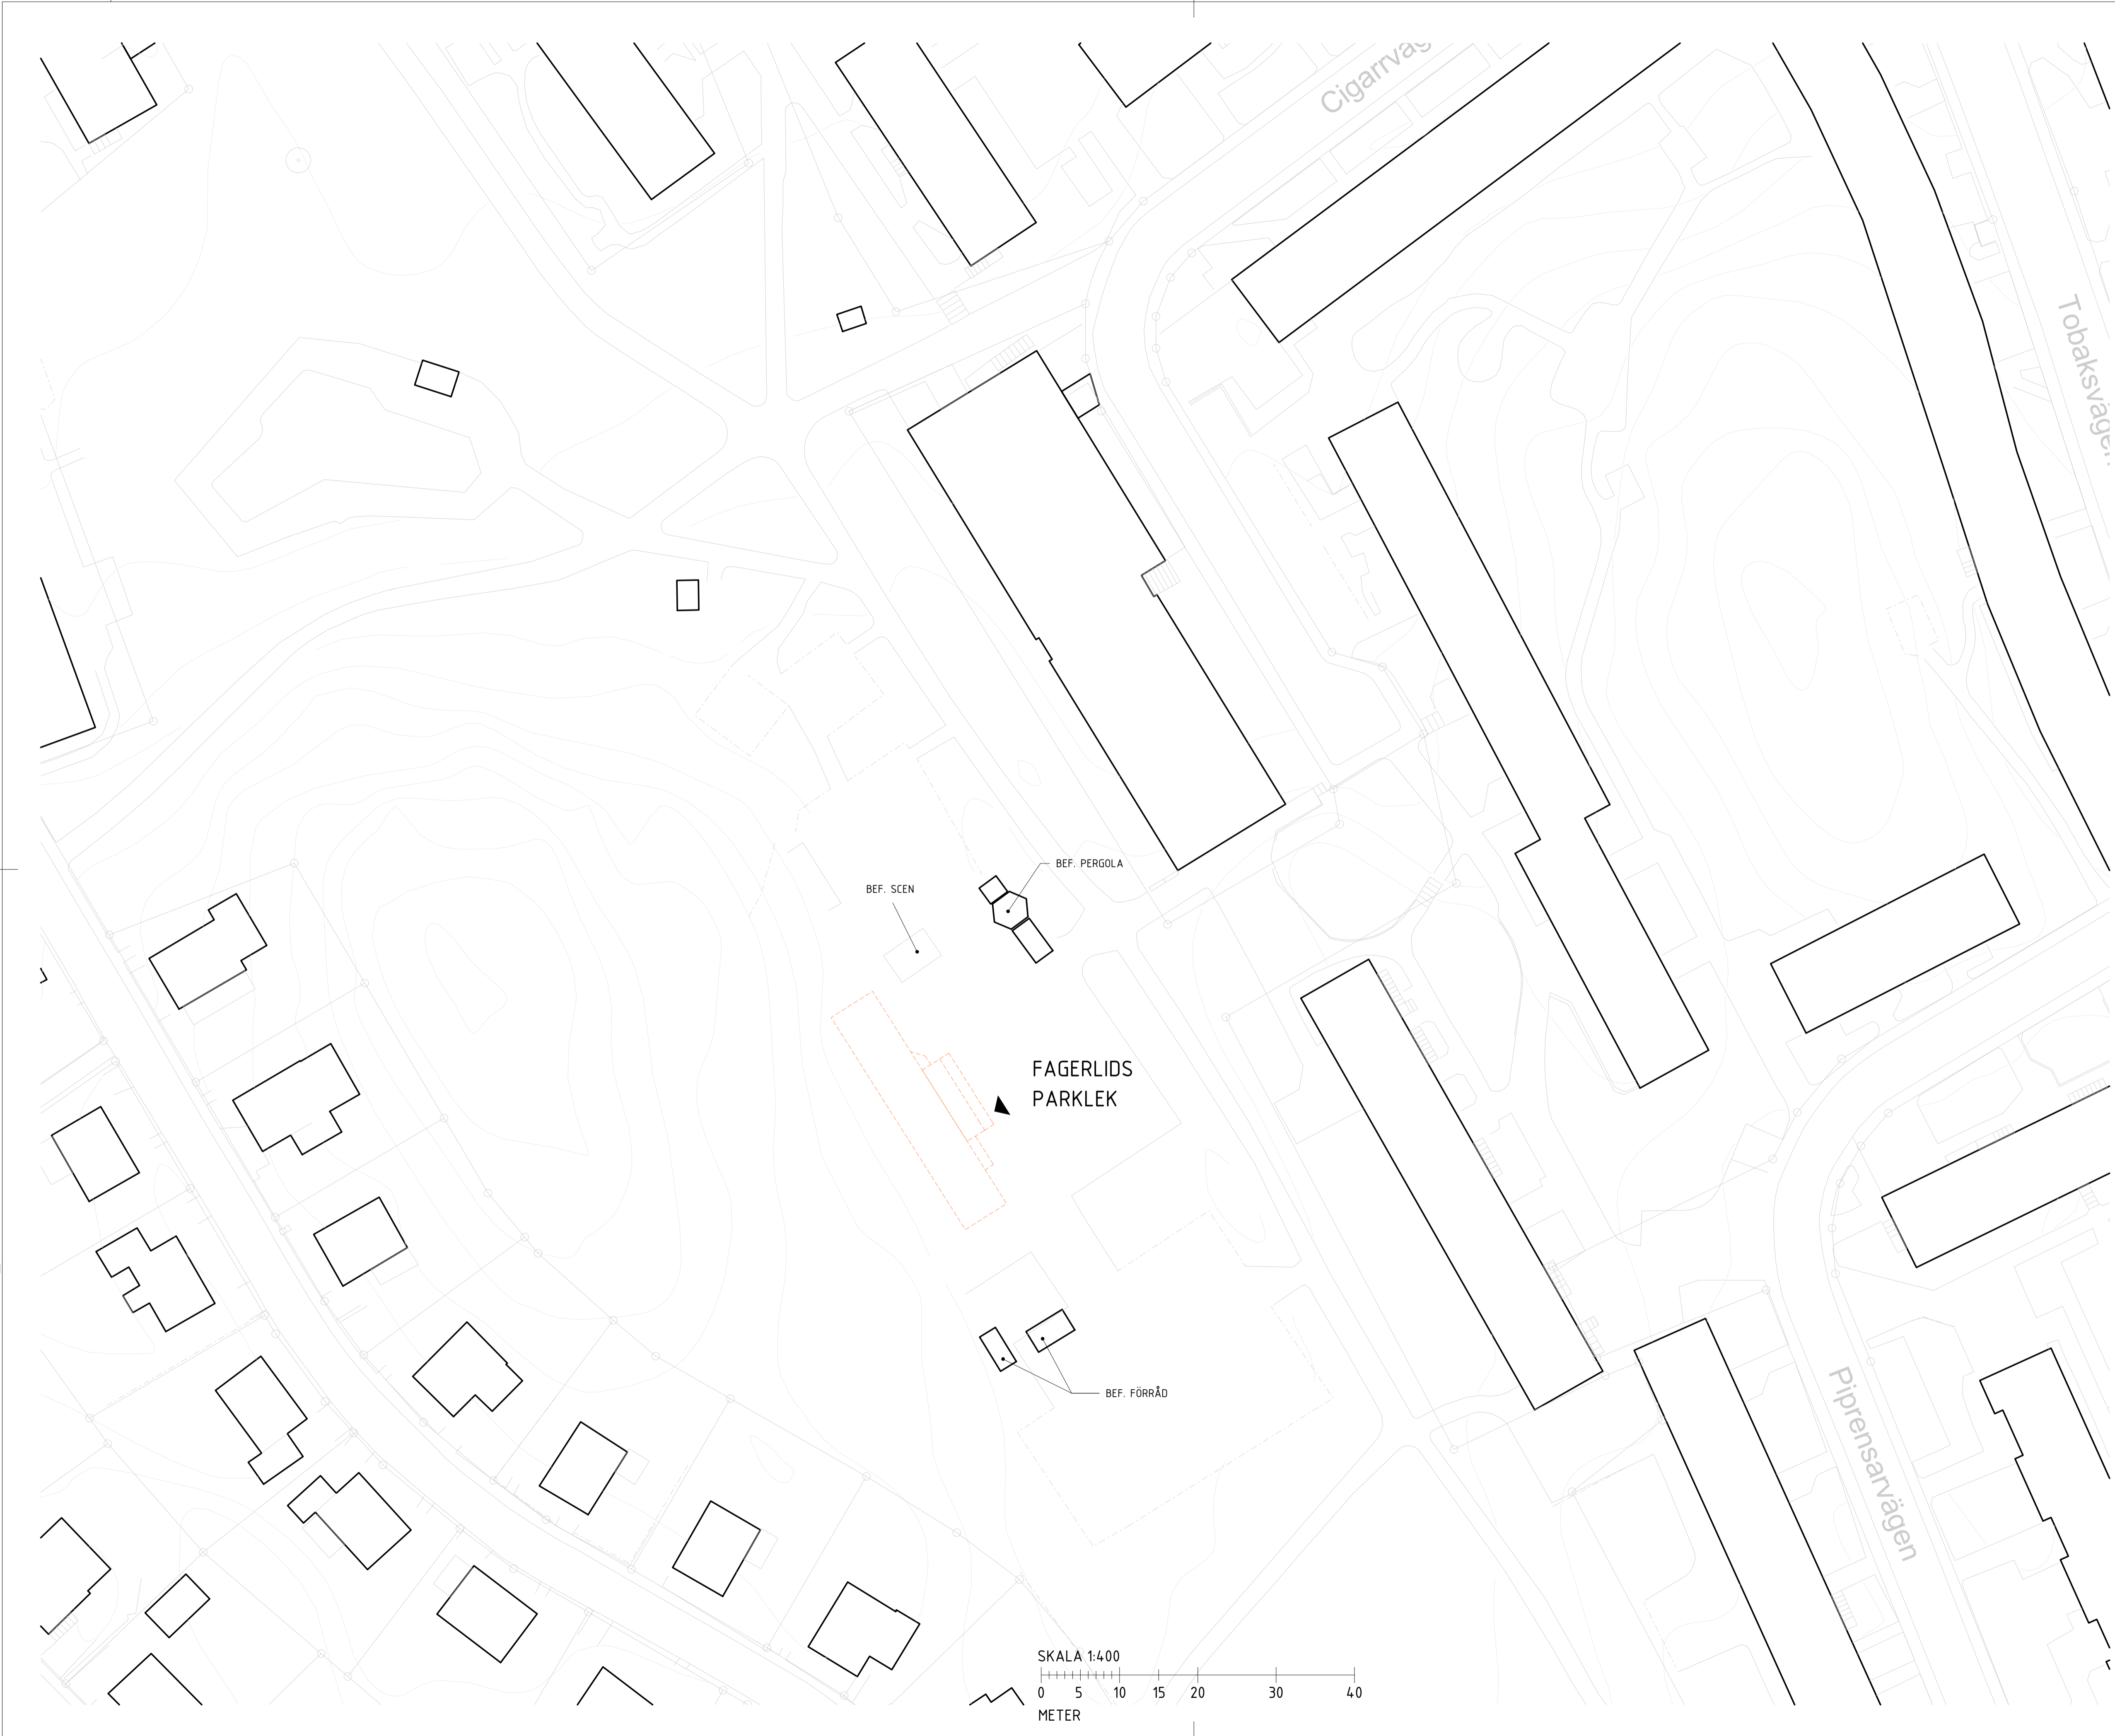 Cigarrväg
Tobaksvägen
BEF. PERGOLA
BEF. SCEN
FAGERLIDS
PARKLEK
BEF. FÖRRÅD
Piprensarvägen
SKALA 1:400
0 5 10 15 20 30 40
METER